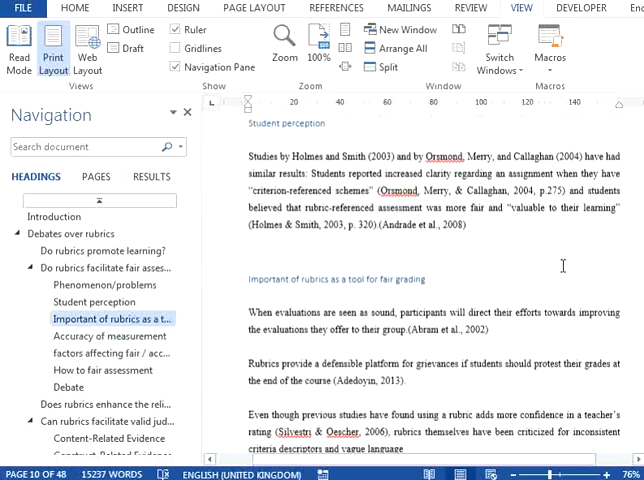 FILE HOME INSERT DESIGN PAGE LAYOUT REFERENCES MAILINGS REVIEW VIEW DEVELOPER
Read Mode
Print Layout
Web Layout
Outline
Draft
Views
Ruler
Gridlines
Navigation Pane
Show
Zoom
100%
Zoom
New Window
Arrange All
Split
Switch Windows
Window
Macros
Macros
Navigation
Search document
HEADINGS PAGES RESULTS
Introduction
Debates over rubrics
Do rubrics promote learning?
Do rubrics facilitate fair asses...
Phenomenon/problems
Student perception
Important of rubrics as a t...
Accuracy of measurement
factors affecting fair / acc...
How to fair assessment
Debate
Does rubrics enhance the reli...
Can rubrics facilitate valid jud...
Content-Related Evidence
20 40 60 80 100 120 140
Student perception
Studies by Holmes and Smith (2003) and by Orsmond, Merry, and Callaghan (2004) have had
similar results: Students reported increased clarity regarding an assignment when they have
“criterion-referenced schemes” (Orsmond, Merry, & Callaghan, 2004, p.275) and students
believed that rubric-referenced assessment was more fair and “valuable to their learning”
(Holmes & Smith, 2003, p. 320).(Andrade et al., 2008)
Important of rubrics as a tool for fair grading
When evaluations are seen as sound, participants will direct their efforts towards improving
the evaluations they offer to their group.(Abram et al., 2002)
Rubrics provide a defensible platform for grievances if students should protest their grades at
the end of the course (Adedoyin, 2013).
Even though previous studies have found using a rubric adds more confidence in a teacher’s
rating (Silvestri & Oescher, 2006), rubrics themselves have been criticized for inconsistent
criteria descriptors and vague language
PAGE 10 OF 48 15237 WORDS ENGLISH (UNITED KINGDOM) 76%